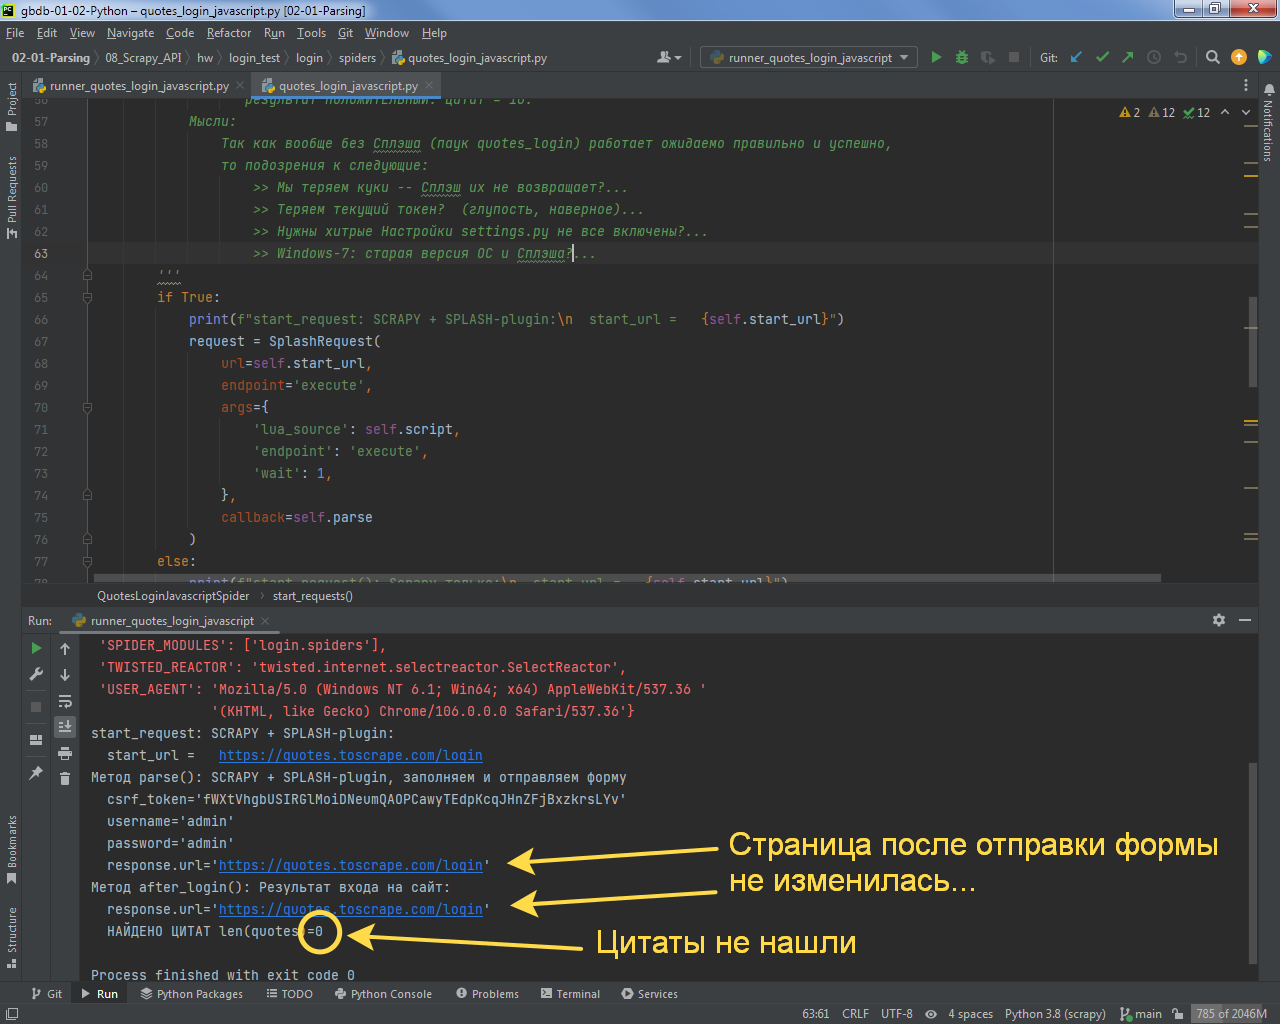 gbdb-01-02-Python – quotes_login_javascript.py [02-01-Parsing]
File Edit View Navigate Code Refactor Run Tools Git Window Help
02-01-Parsing 08_Scrapy_API hw login_test login spiders quotes_login_javascript.py
runner_quotes_login_javascript Git:
runner_quotes_login_javascript.py quotes_login_javascript.py
Project
Pull Requests
Bookmarks
Structure
Notifications
2 12 12
56 результат положительный: цитат = 10.
57 Мысли:
58 Так как вообще без Сплэша (паук quotes_login) работает ожидаемо правильно и успешно,
59 то подозрения к следующие:
60 >> Мы теряем куки -- Сплэш их не возвращает?...
61 >> Теряем текущий токен? (глупость, наверное)...
62 >> Нужны хитрые Настройки settings.py не все включены?...
63 >> Windows-7: старая версия ОС и Сплэша?...
64 '''
65 if True:
66 print(f"start_request: SCRAPY + SPLASH-plugin:\n start_url = {self.start_url}")
67 request = SplashRequest(
68 url=self.start_url,
69 endpoint='execute',
70 args={
71 'lua_source': self.script,
72 'endpoint': 'execute',
73 'wait': 1,
74 },
75 callback=self.parse
76 )
77 else:
78 print(f"start_request(): Scrapy только:\n start_url = {self.start_url}")
QuotesLoginJavascriptSpider start_requests()
Run: runner_quotes_login_javascript
'SPIDER_MODULES': ['login.spiders'],
'TWISTED_REACTOR': 'twisted.internet.selectreactor.SelectReactor',
'USER_AGENT': 'Mozilla/5.0 (Windows NT 6.1; Win64; x64) AppleWebKit/537.36 '
'(KHTML, like Gecko) Chrome/106.0.0.0 Safari/537.36'}
start_request: SCRAPY + SPLASH-plugin:
start_url = https://quotes.toscrape.com/login
Метод parse(): SCRAPY + SPLASH-plugin, заполняем и отправляем форму
csrf_token='fWXtVhgbUSIRGlMoiDNeumQAOPCawyTEdpKcqJHnZFjBxzkrsLYv'
username='admin'
password='admin'
response.url='https://quotes.toscrape.com/login'
Метод after_login(): Результат входа на сайт:
response.url='https://quotes.toscrape.com/login'
НАЙДЕНО ЦИТАТ len(quotes)=0
Process finished with exit code 0
Страница после отправки формы
не изменилась...
Цитаты не нашли
Git Run Python Packages TODO Python Console Problems Terminal Services
63:61 CRLF UTF-8 4 spaces Python 3.8 (scrapy) main 785 of 2046M